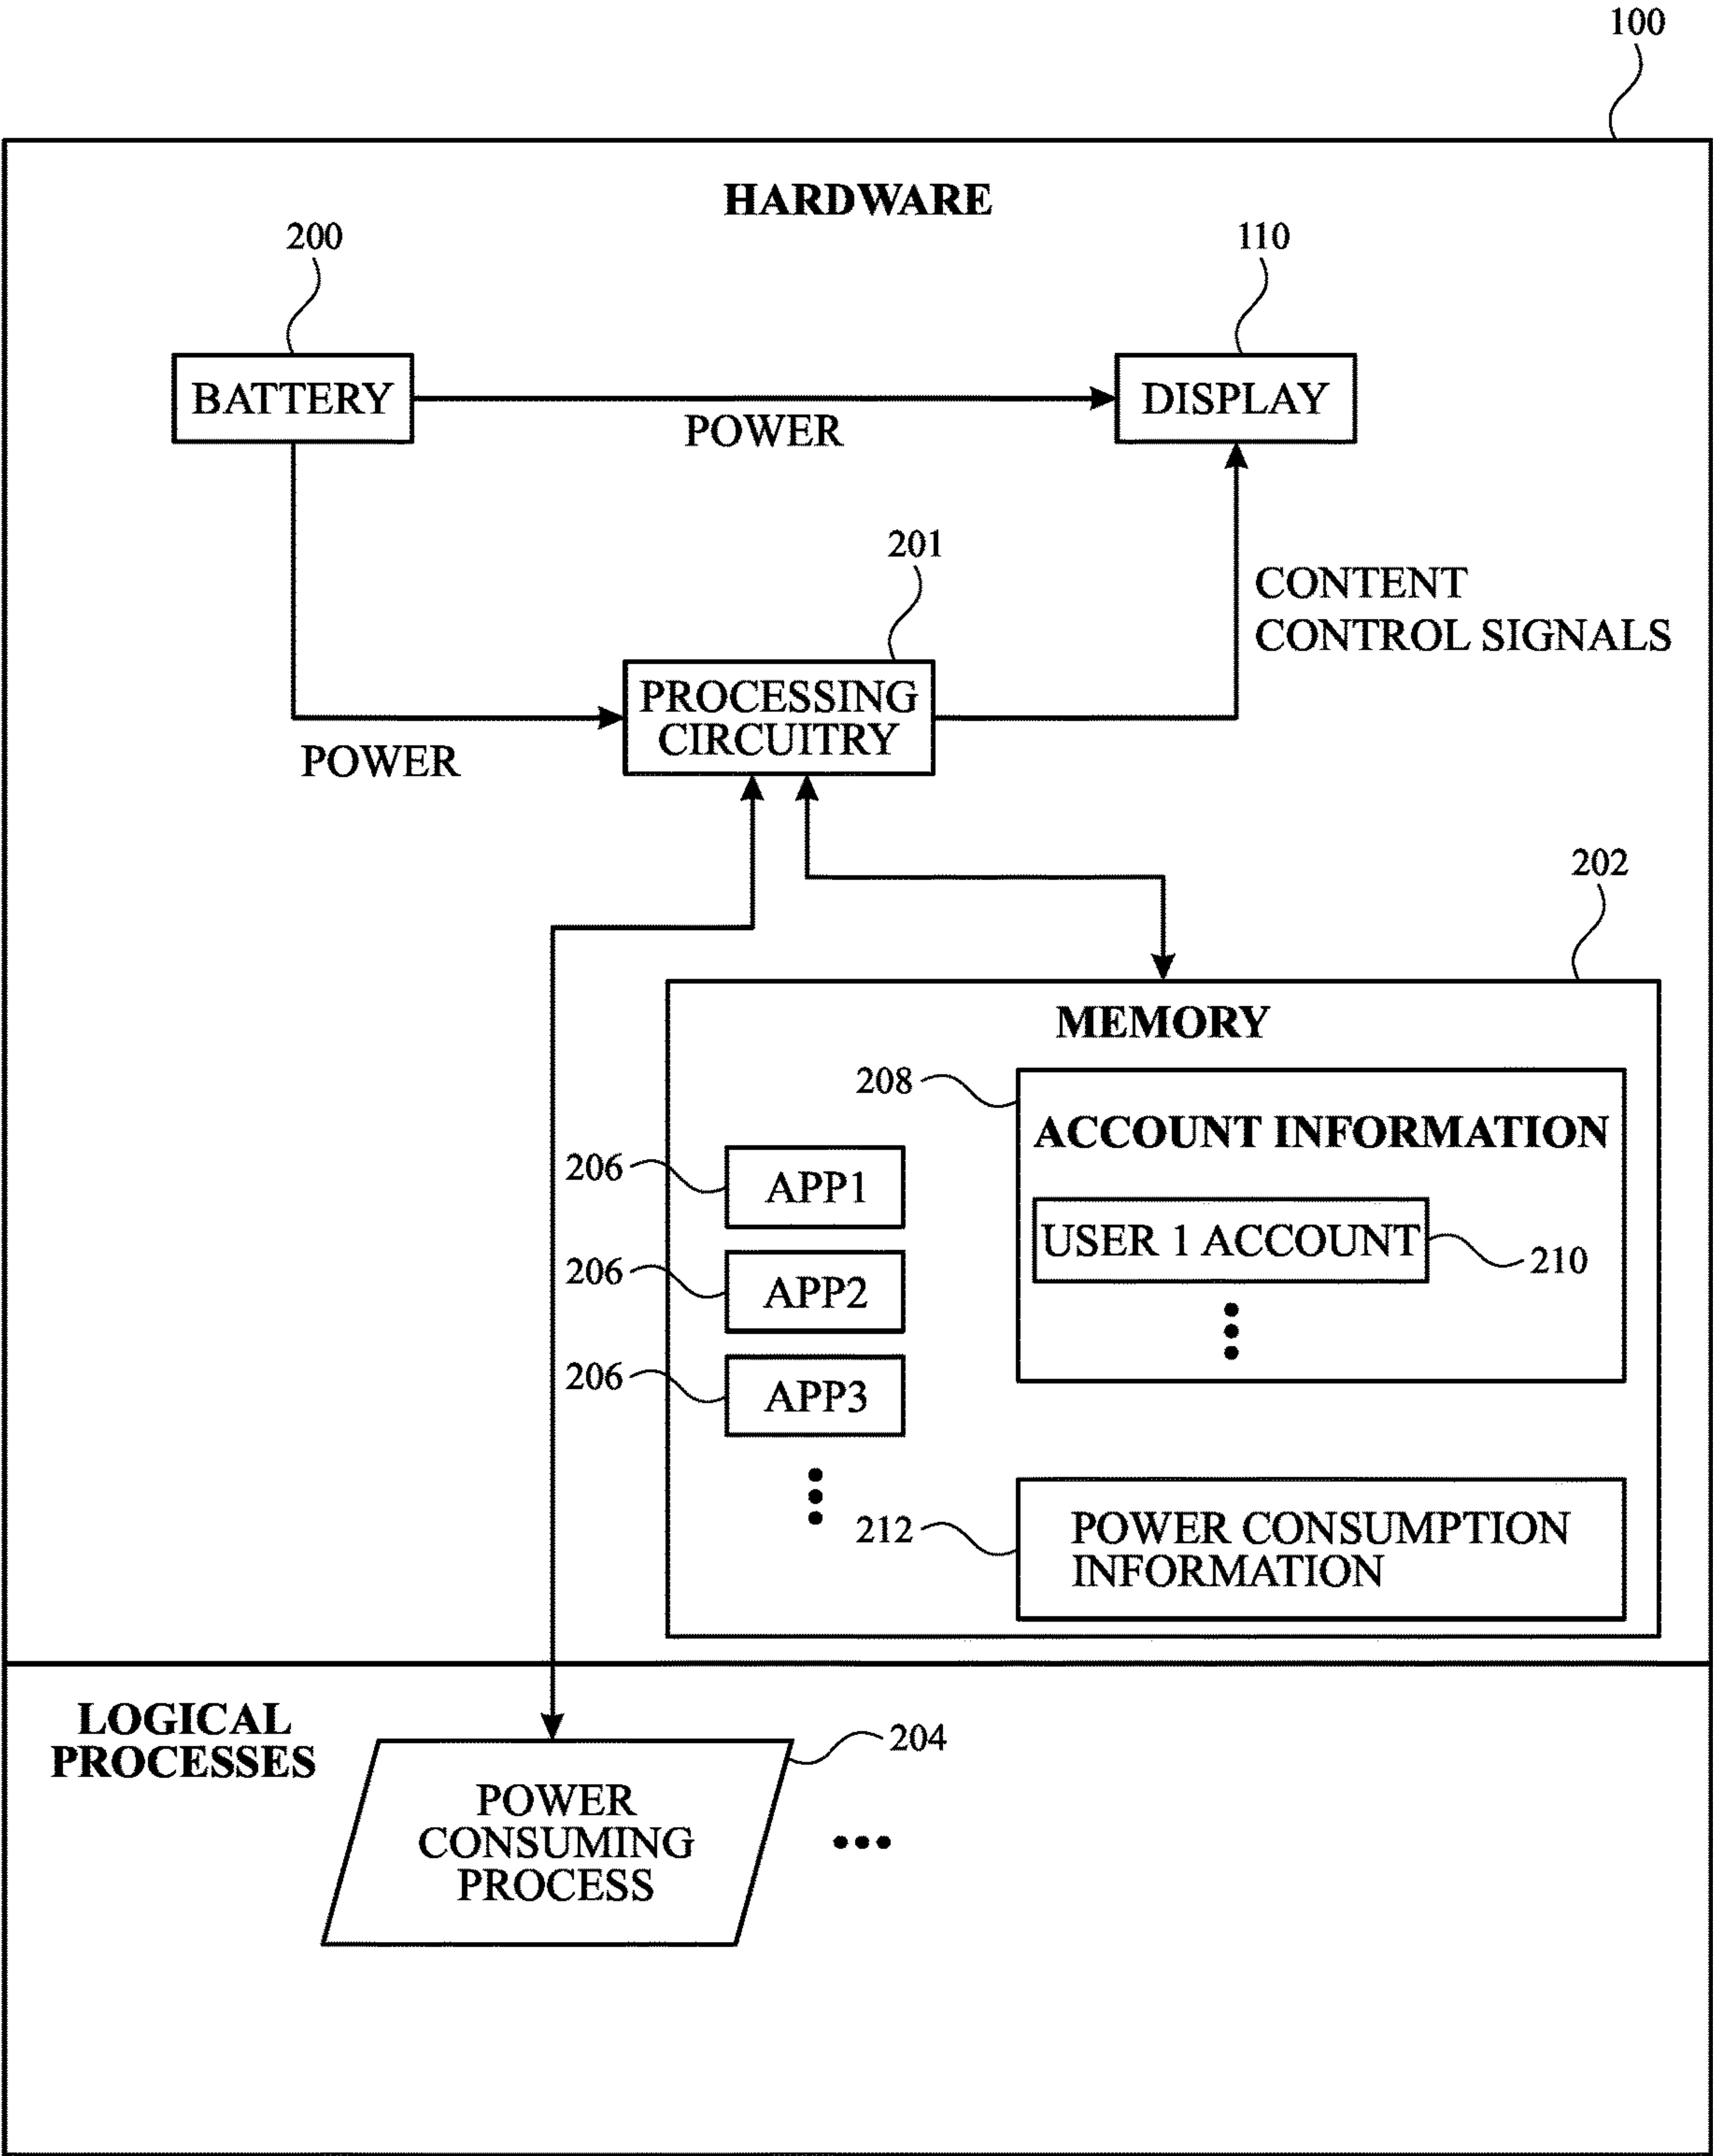 100
HARDWARE
200
110
BATTERY
DISPLAY
POWER
201
CONTENT
CONTROL SIGNALS
PROCESSING
CIRCUITRY
POWER
202
MEMORY
208
ACCOUNT INFORMATION
206
APP1
USER 1 ACCOUNT
210
206
APP2
206
APP3
212
POWER CONSUMPTION
INFORMATION
LOGICAL
PROCESSES
204
POWER
CONSUMING
PROCESS